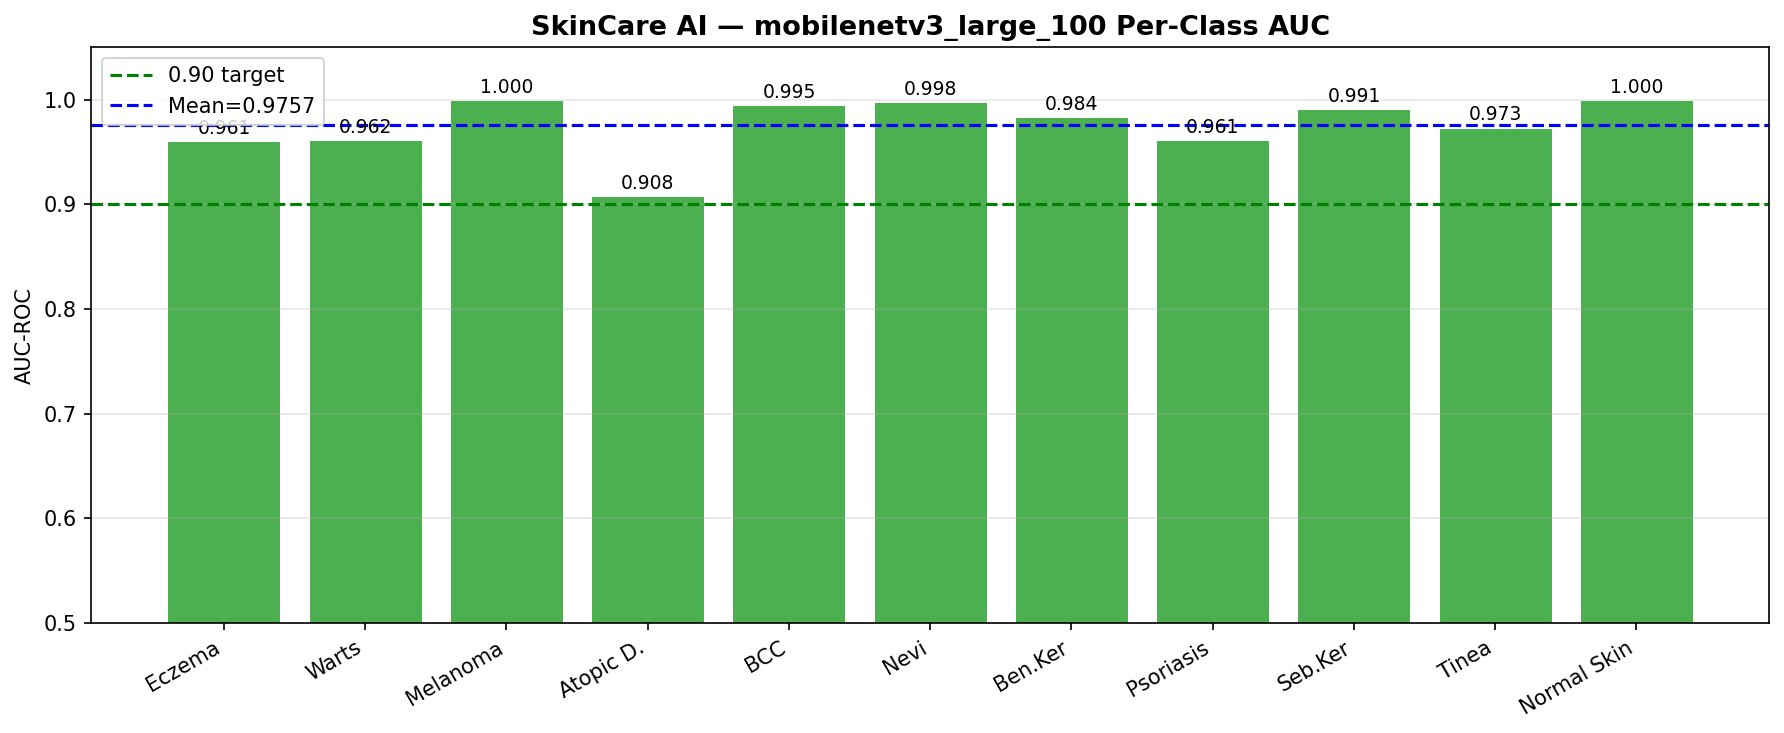 SkinCare AI — mobilenetv3_large_100 Per-Class AUC
0.90 target
Mean=0.9757
0.961
0.962
1.000
0.908
0.995
0.998
0.984
0.961
0.991
0.973
1.000
AUC-ROC
1.0
0.9
0.8
0.7
0.6
0.5
Eczema
Warts
Melanoma
Atopic D.
BCC
Nevi
Ben.Ker
Psoriasis
Seb.Ker
Tinea
Normal Skin